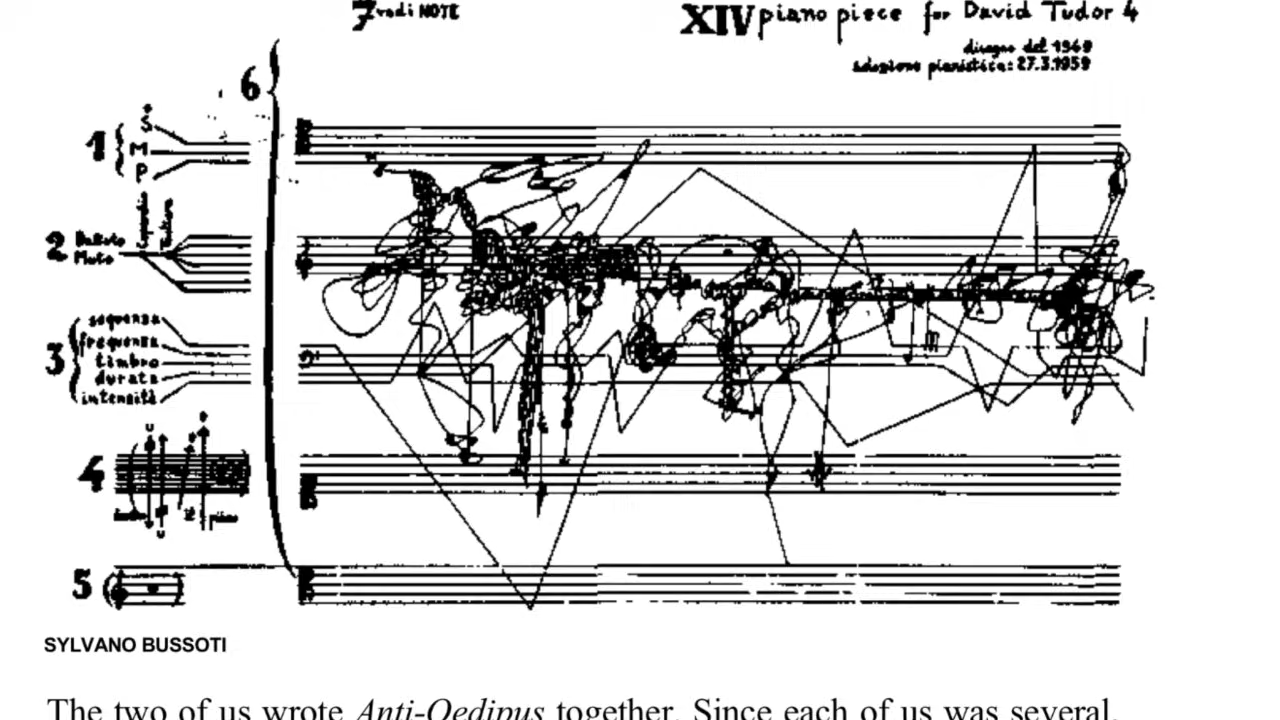 7 vedi NOTE
XIV piano piece for David Tudor 4
disegno del 1949
adozione pianistica: 27.3.1959
6
1 S
M
P
2
Muto
3 sequenza
frequenza
timbro
durata
intensità
4
5
SYLVANO BUSSOTI
The two of us wrote Anti-Oedipus together. Since each of us was several,